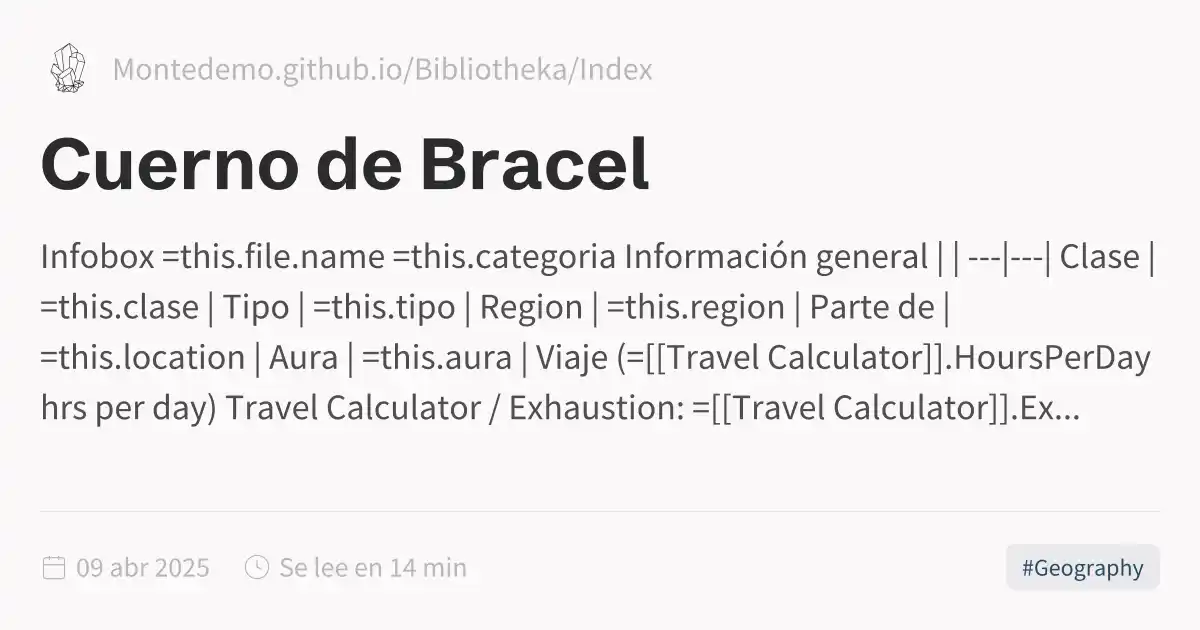 Montedemo.github.io/Bibliotheka/Index
Cuerno de Bracel
Infobox =this.file.name =this.categoria Información general | | ---|---| Clase |
=this.clase | Tipo | =this.tipo | Region | =this.region | Parte de |
=this.location | Aura | =this.aura | Viaje (=[[Travel Calculator]].HoursPerDay
hrs per day) Travel Calculator / Exhaustion: =[[Travel Calculator]].Ex...
09 abr 2025
Se lee en 14 min
#Geography